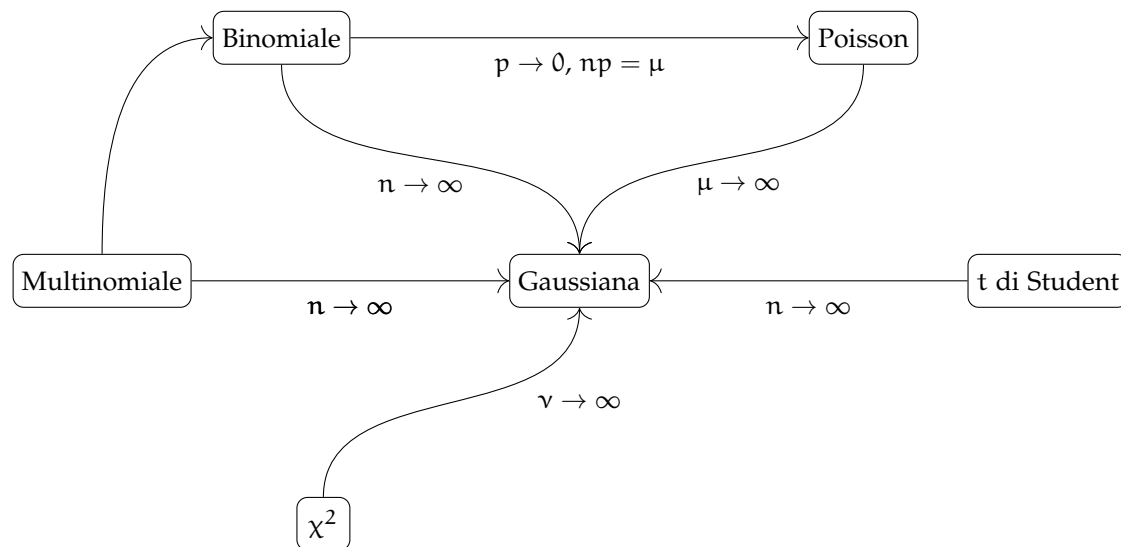 Binomiale
Poisson
p → 0, np = μ
n → ∞
μ → ∞
Multinomiale
Gaussiana
t di Student
n → ∞
n → ∞
ν → ∞
χ²